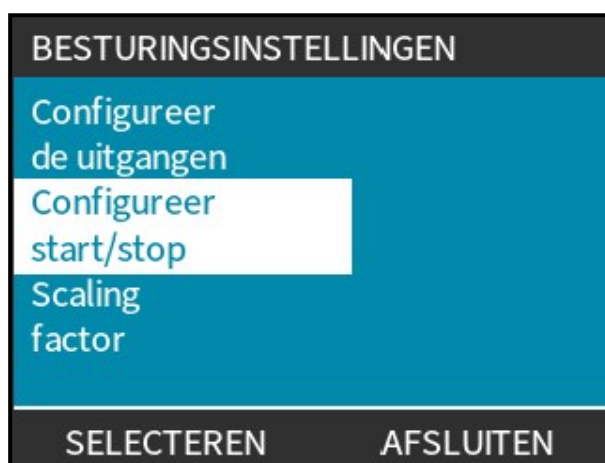 BESTURINGSINSTELLINGEN
Configureer
de uitgangen
Configureer
start/stop
Scaling
factor
SELECTEREN AFSLUITEN